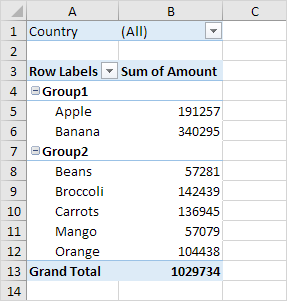 A B C
1 Country (All)
2
3 Row Labels Sum of Amount
4 Group1
5 Apple 191257
6 Banana 340295
7 Group2
8 Beans 57281
9 Broccoli 142439
10 Carrots 136945
11 Mango 57079
12 Orange 104438
13 Grand Total 1029734
14